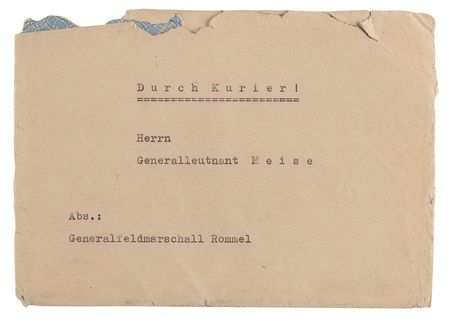 Durch Kurier!
=======================
Herrn
Generalleutnant Meise
Abs.:
Generalfeldmarschall Rommel